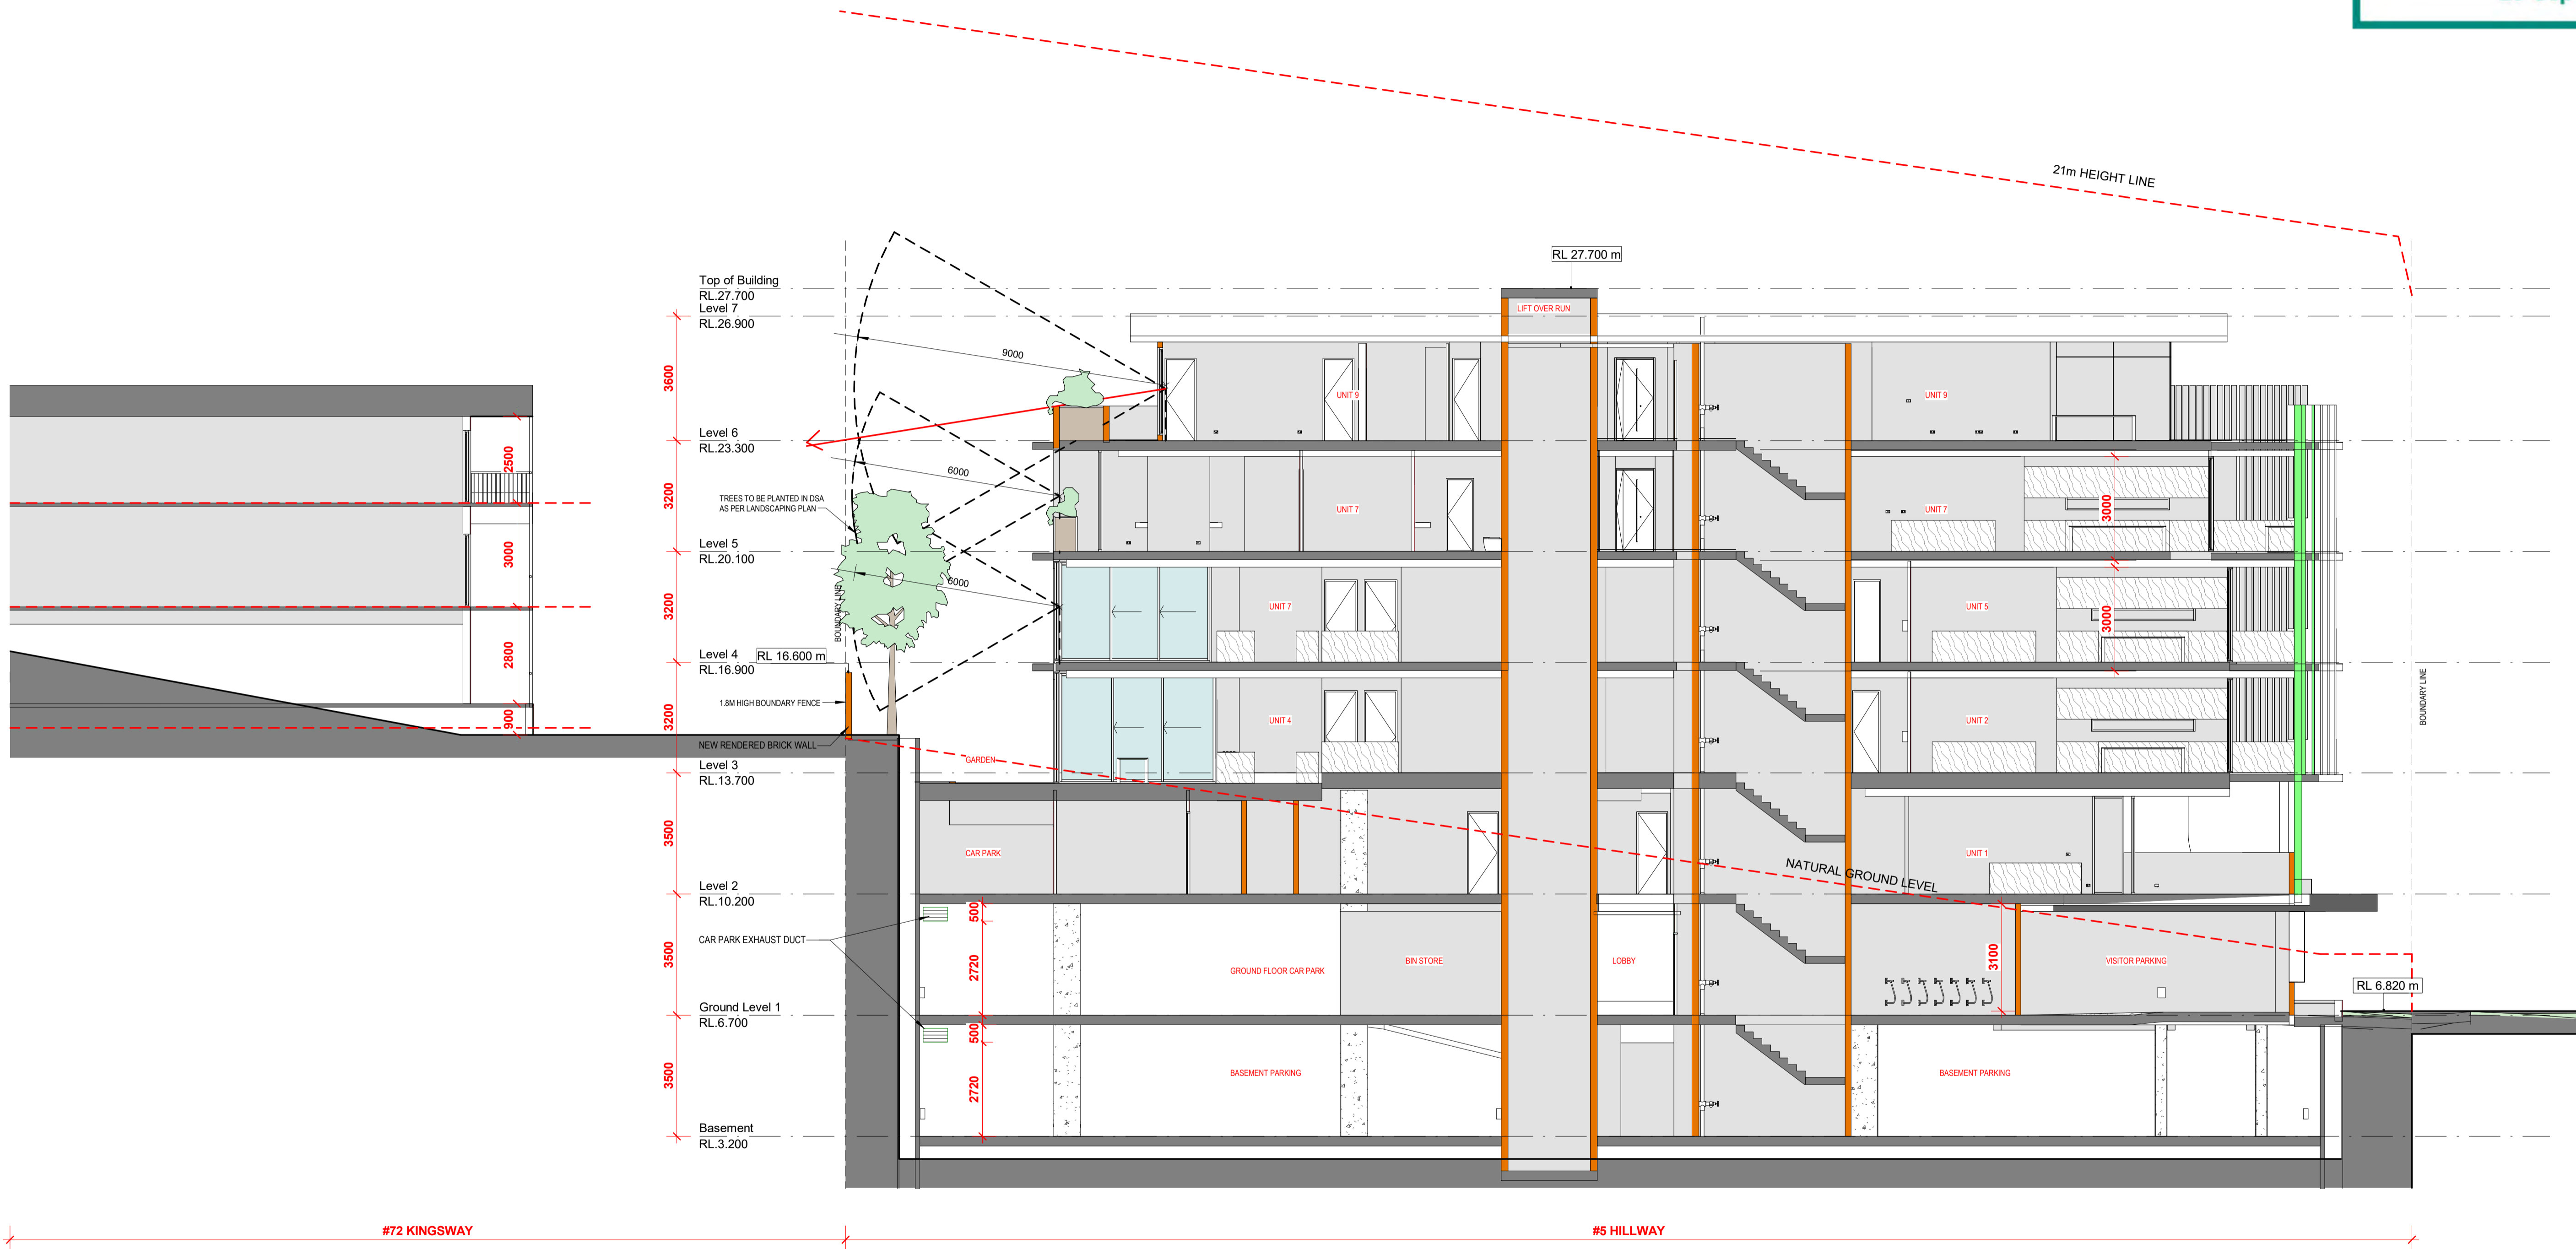 21m HEIGHT LINE
RL 27.700 m
Top of Building
RL.27.700
Level 7
RL.26.900
LIFT OVER RUN
9000
3600
UNIT 9
UNIT 9
2500
Level 6
RL.23.300
6000
TREES TO BE PLANTED IN DSA
AS PER LANDSCAPING PLAN
3200
UNIT 7
UNIT 7
3000
3000
Level 5
RL.20.100
6000
BOUNDARY LINE
3200
UNIT 7
UNIT 5
3000
2800
Level 4
RL 16.600 m
RL.16.900
1.8M HIGH BOUNDARY FENCE
900
3200
UNIT 4
UNIT 2
BOUNDARY LINE
NEW RENDERED BRICK WALL
GARDEN
Level 3
RL.13.700
3500
CAR PARK
UNIT 1
NATURAL GROUND LEVEL
Level 2
RL.10.200
500
CAR PARK EXHAUST DUCT
3500
2720
GROUND FLOOR CAR PARK
BIN STORE
LOBBY
3100
VISITOR PARKING
RL 6.820 m
Ground Level 1
RL.6.700
500
3500
2720
BASEMENT PARKING
BASEMENT PARKING
Basement
RL.3.200
#72 KINGSWAY
#5 HILLWAY